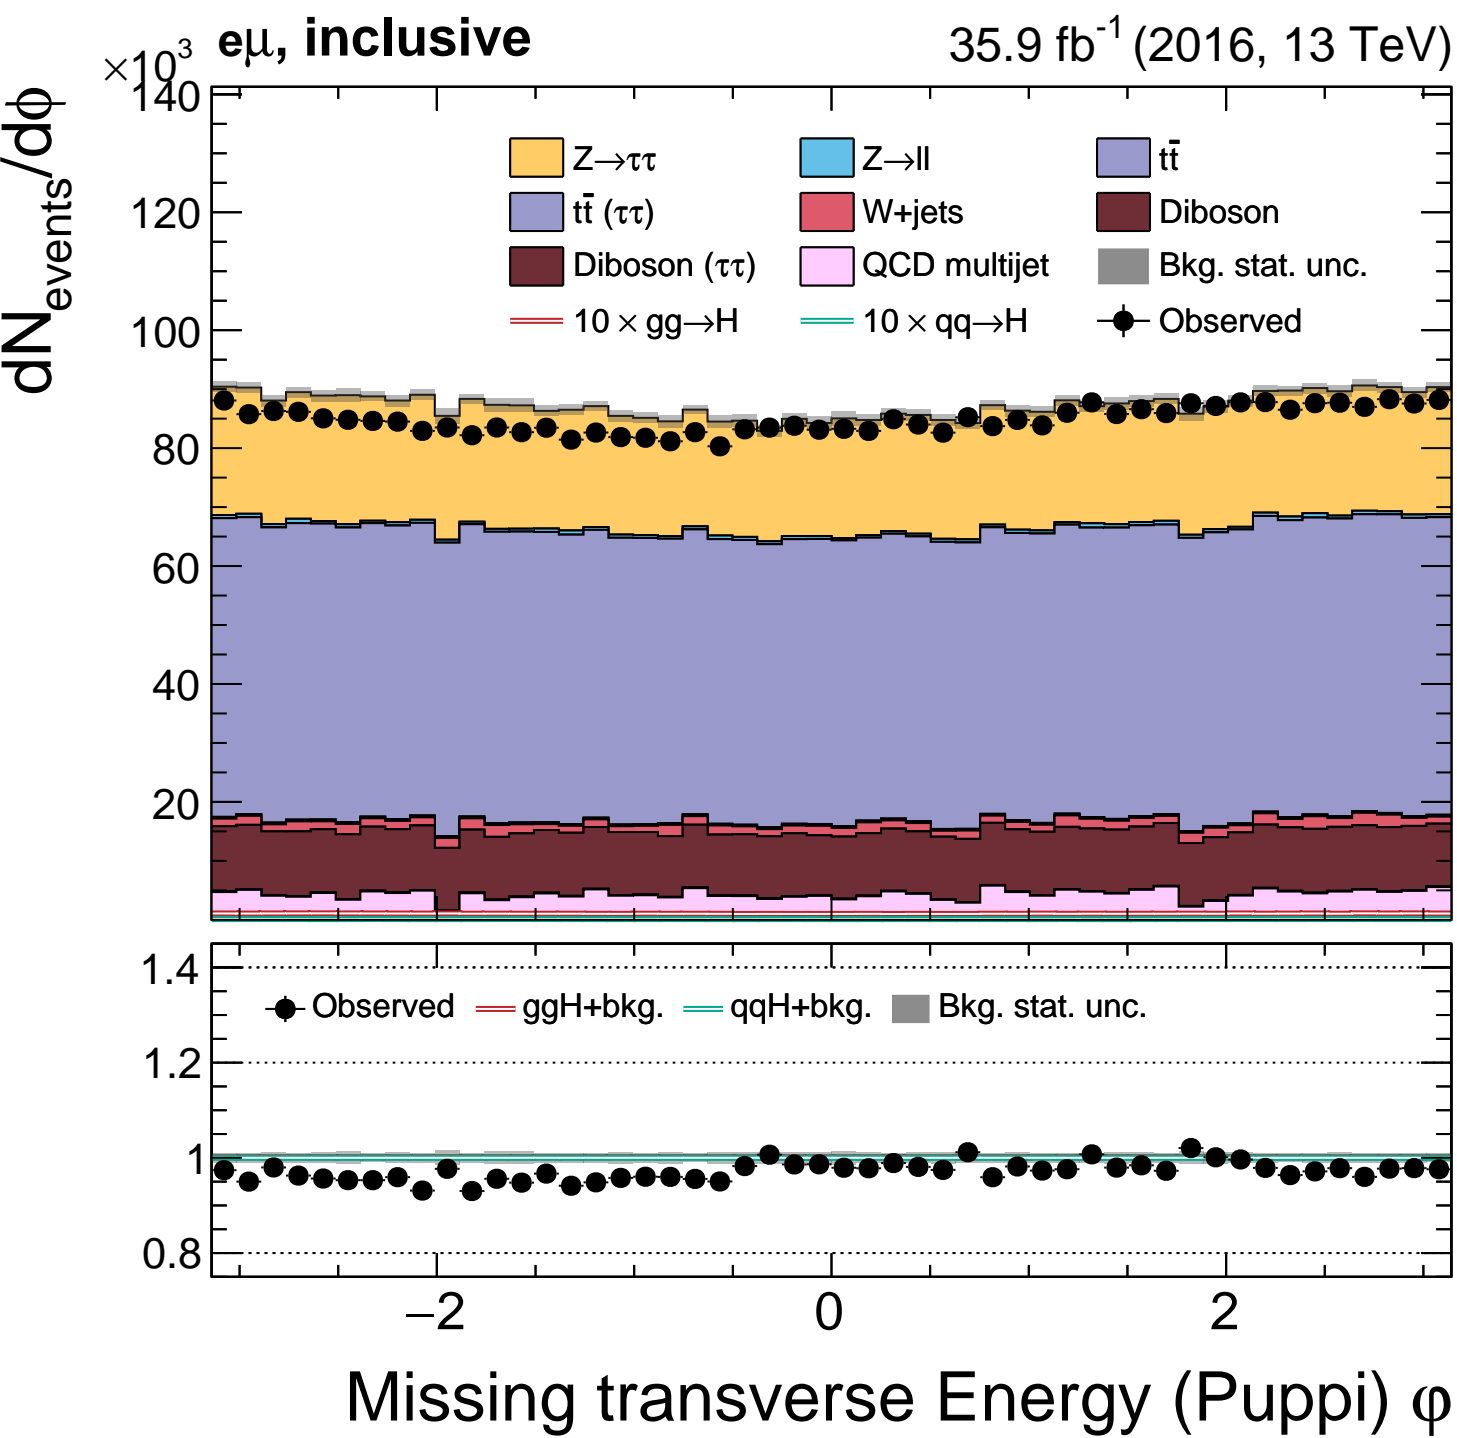 eμ, inclusive 35.9 fb⁻¹ (2016, 13 TeV)
×10³
dN_events/dϕ
140
120
100
80
60
40
20
Z→ττ Z→ll tt̄
tt̄ (ττ) W+jets Diboson
Diboson (ττ) QCD multijet Bkg. stat. unc.
10 × gg→H 10 × qq→H Observed
1.4
1.2
1
0.8
Observed ggH+bkg. qqH+bkg. Bkg. stat. unc.
−2 0 2
Missing transverse Energy (Puppi) φ